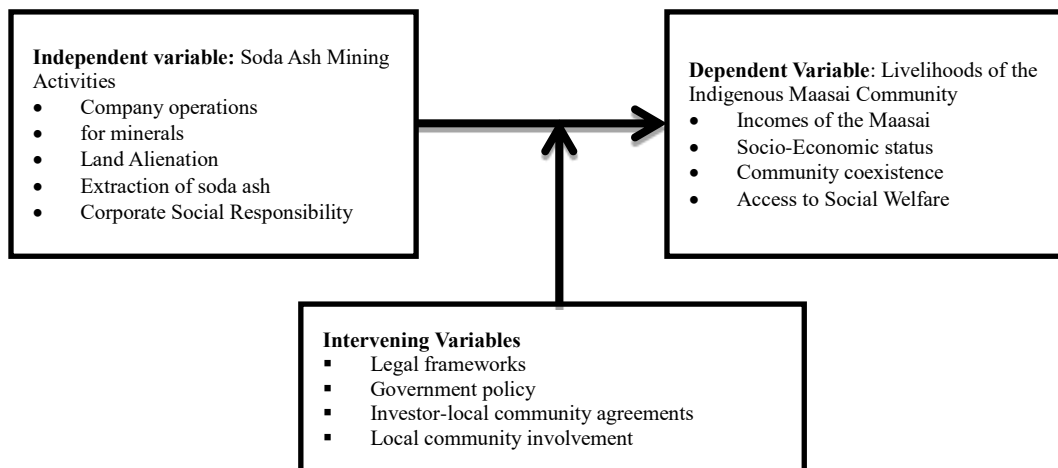 Independent variable: Soda Ash Mining
Activities
• Company operations
• for minerals
• Land Alienation
• Extraction of soda ash
• Corporate Social Responsibility
Dependent Variable: Livelihoods of the
Indigenous Maasai Community
• Incomes of the Maasai
• Socio-Economic status
• Community coexistence
• Access to Social Welfare
Intervening Variables
▪ Legal frameworks
▪ Government policy
▪ Investor-local community agreements
▪ Local community involvement